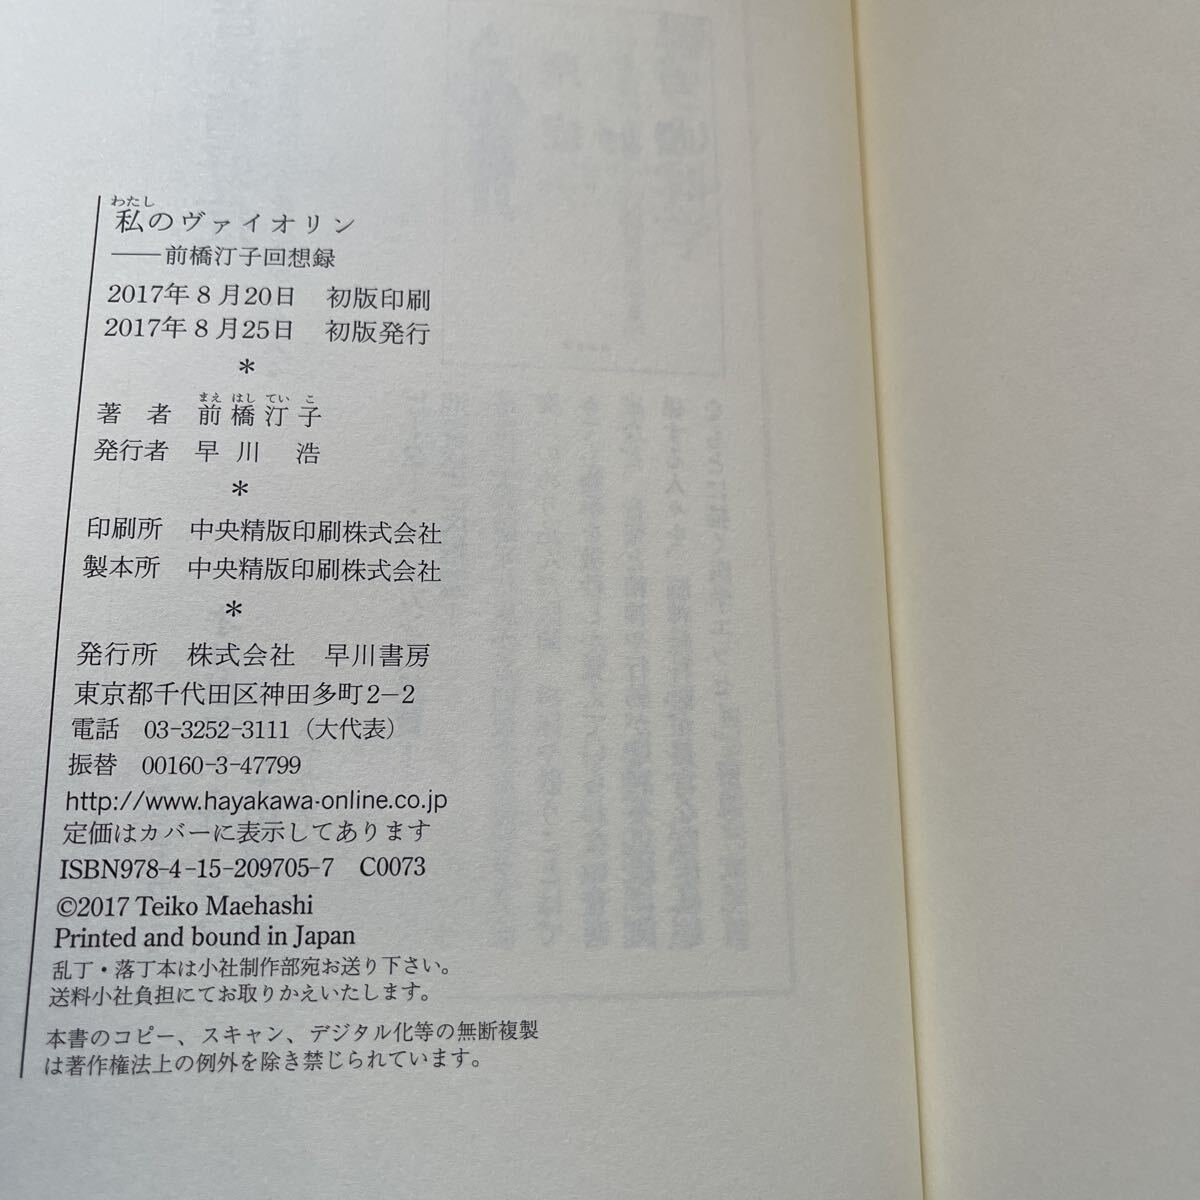 わたし
私のヴァイオリン
――前橋汀子回想録
2017年8月20日 初版印刷
2017年8月25日 初版発行
＊
まえ はし てい こ
著者 前橋汀子
発行者 早川 浩
＊
印刷所 中央精版印刷株式会社
製本所 中央精版印刷株式会社
＊
発行所 株式会社 早川書房
東京都千代田区神田多町2-2
電話 03-3252-3111（大代表）
振替 00160-3-47799
http://www.hayakawa-online.co.jp
定価はカバーに表示してあります
ISBN978-4-15-209705-7 C0073
©2017 Teiko Maehashi
Printed and bound in Japan
乱丁・落丁本は小社制作部宛お送り下さい。
送料小社負担にてお取りかえいたします。
本書のコピー、スキャン、デジタル化等の無断複製
は著作権法上の例外を除き禁じられています。